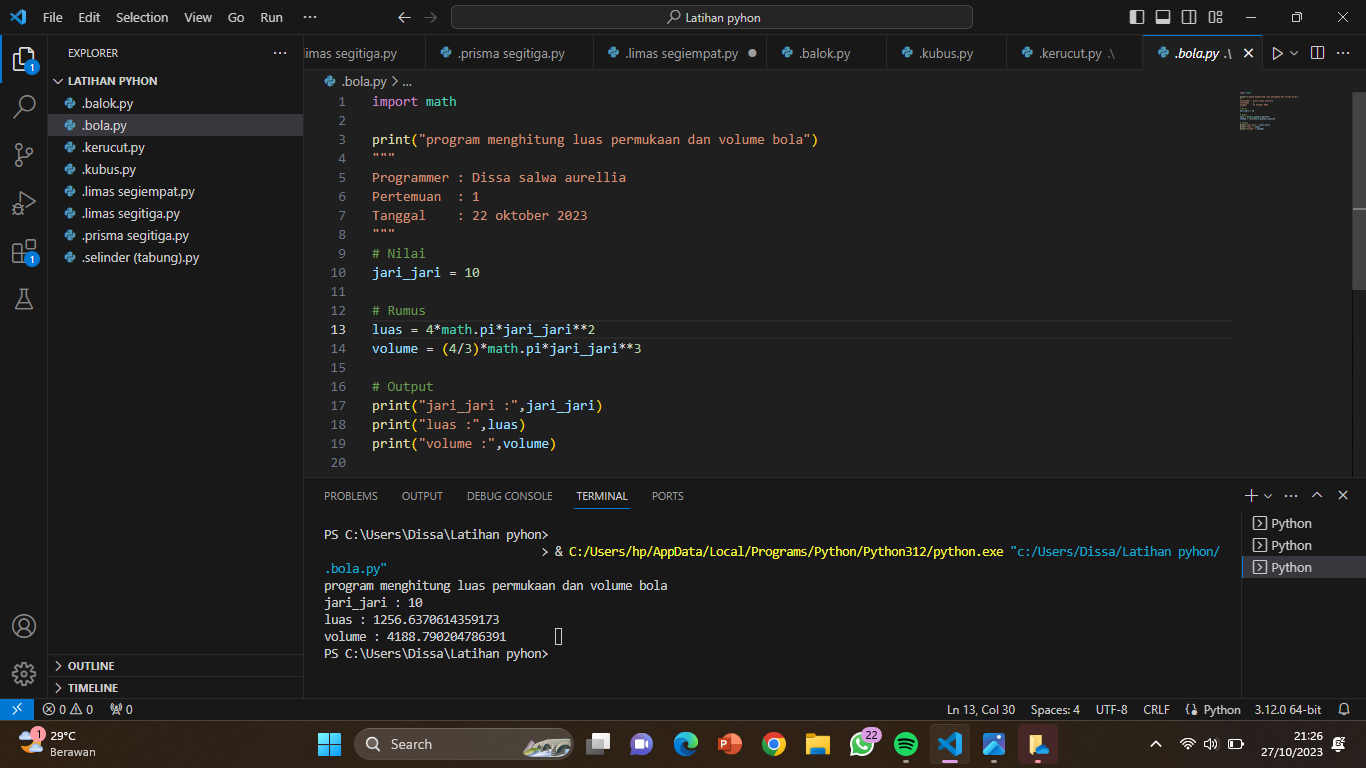 File Edit Selection View Go Run ··· Latihan pyhon
EXPLORER ···
LATIHAN PYHON
.balok.py
.bola.py
.kerucut.py
.kubus.py
.limas segiempat.py
.limas segitiga.py
.prisma segitiga.py
.selinder (tabung).py
OUTLINE
TIMELINE
limas segitiga.py .prisma segitiga.py .limas segiempat.py .balok.py .kubus.py .kerucut.py .\ .bola.py .\
.bola.py > ...
1 import math
2
3 print("program menghitung luas permukaan dan volume bola")
4 """
5 Programmer : Dissa salwa aurellia
6 Pertemuan  : 1
7 Tanggal    : 22 oktober 2023
8 """
9 # Nilai
10 jari_jari = 10
11
12 # Rumus
13 luas = 4*math.pi*jari_jari**2
14 volume = (4/3)*math.pi*jari_jari**3
15
16 # Output
17 print("jari_jari :",jari_jari)
18 print("luas :",luas)
19 print("volume :",volume)
20
PROBLEMS OUTPUT DEBUG CONSOLE TERMINAL PORTS
PS C:\Users\Dissa\Latihan pyhon>
> & C:/Users/hp/AppData/Local/Programs/Python/Python312/python.exe "c:/Users/Dissa/Latihan pyhon/
.bola.py"
program menghitung luas permukaan dan volume bola
jari_jari : 10
luas : 1256.6370614359173
volume : 4188.790204786391
PS C:\Users\Dissa\Latihan pyhon>
Python
Python
Python
1
1
0 0 0 Ln 13, Col 30 Spaces: 4 UTF-8 CRLF Python 3.12.0 64-bit
1 29°C
Berawan
Search
22
21:26
27/10/2023